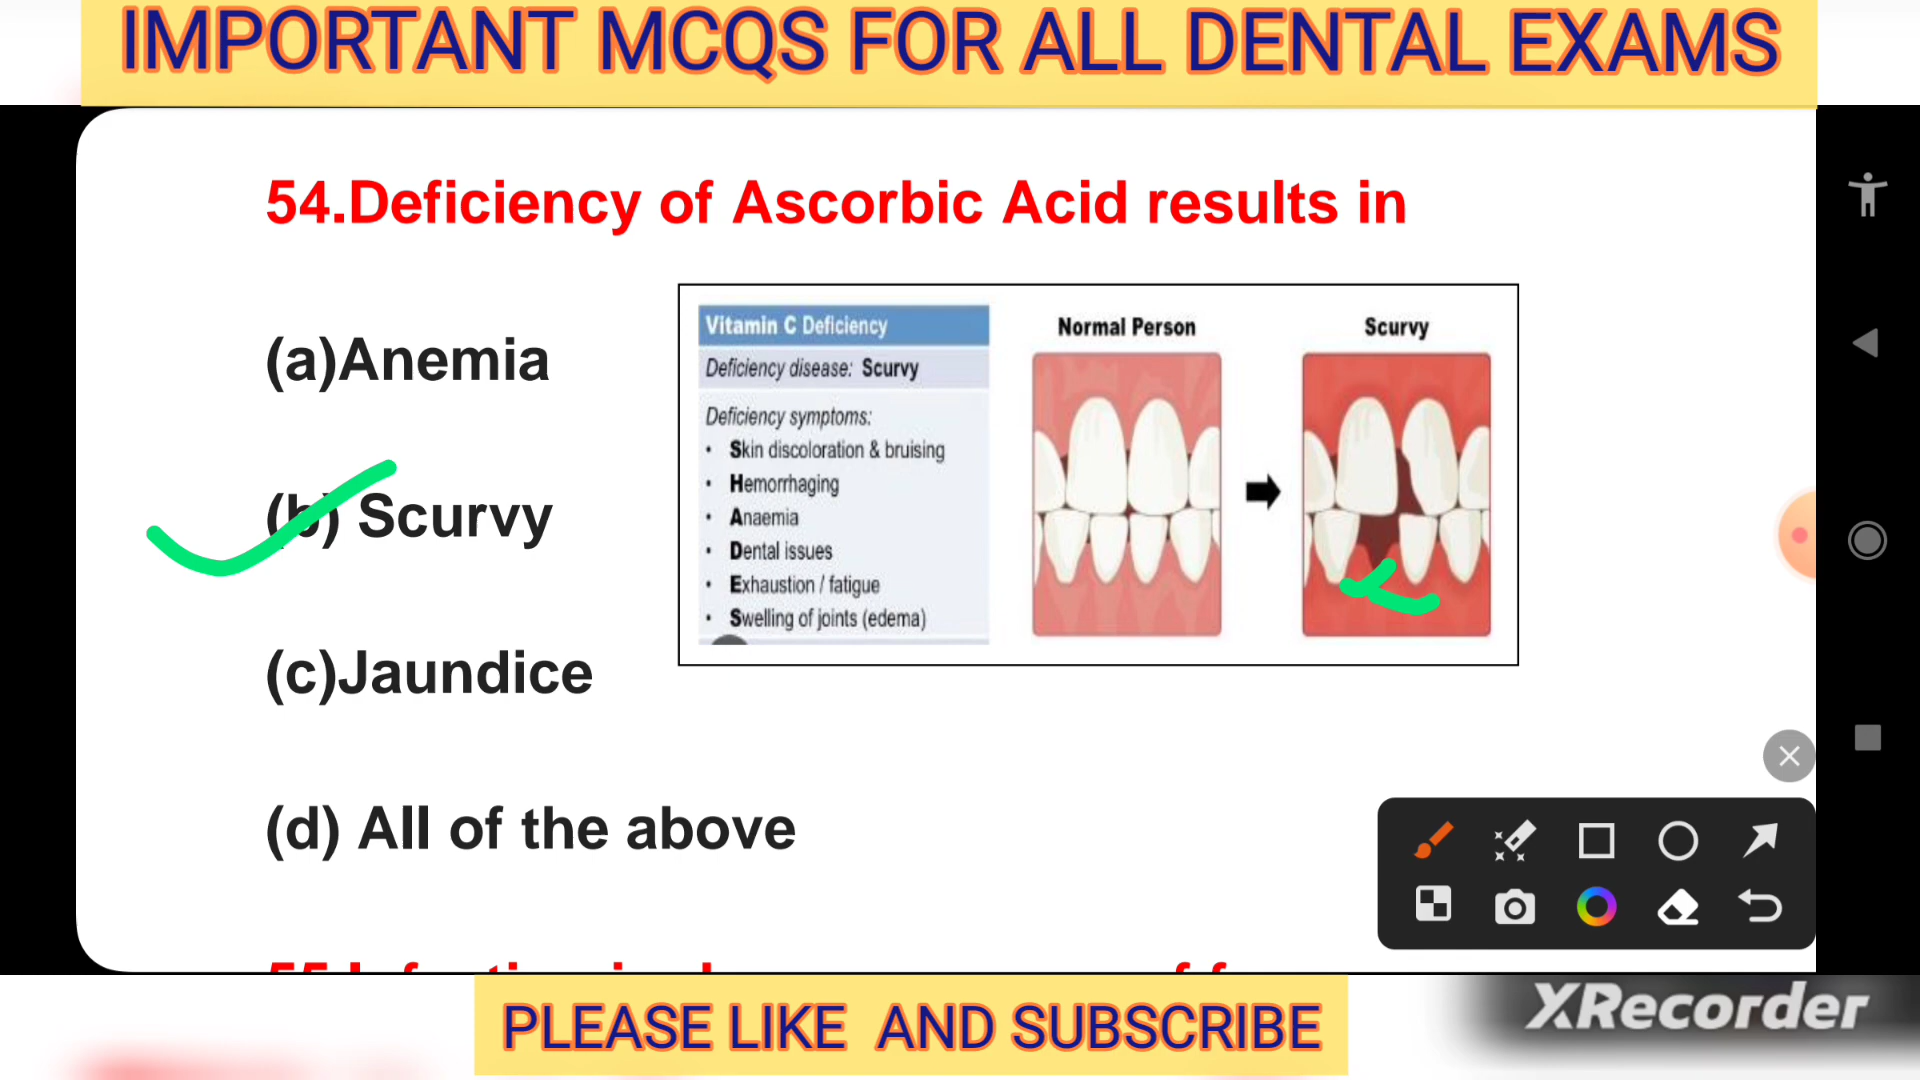 IMPORTANT MCQS FOR ALL DENTAL EXAMS
54.Deficiency of Ascorbic Acid results in
(a)Anemia
(b) Scurvy
(c)Jaundice
(d) All of the above
Vitamin C Deficiency
Deficiency disease: Scurvy
Deficiency symptoms:
• Skin discoloration & bruising
• Hemorrhaging
• Anaemia
• Dental issues
• Exhaustion / fatigue
• Swelling of joints (edema)
Normal Person
Scurvy
PLEASE LIKE AND SUBSCRIBE
XRecorder